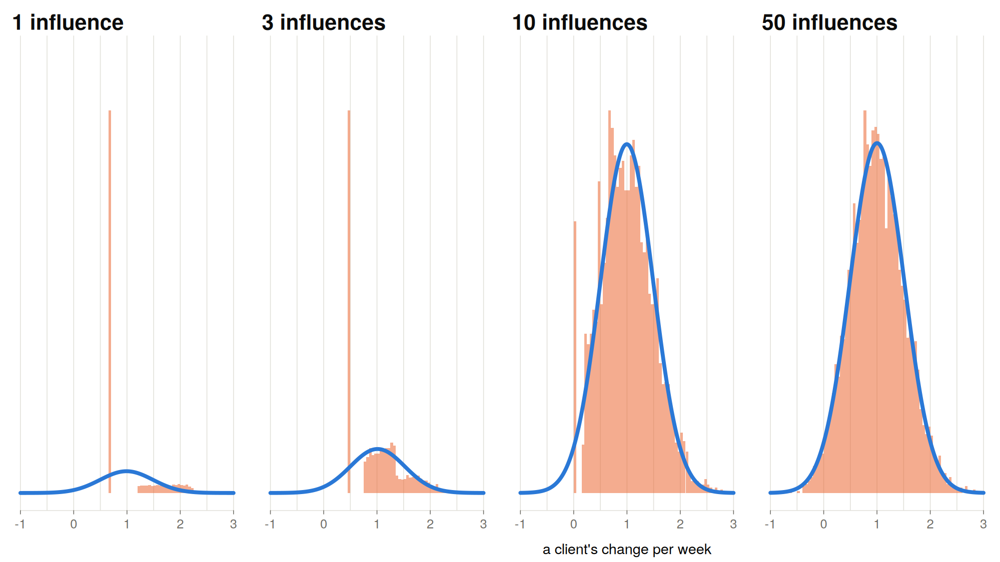 1 influence
3 influences
10 influences
50 influences
-1 0 1 2 3
-1 0 1 2 3
-1 0 1 2 3
-1 0 1 2 3
a client's change per week